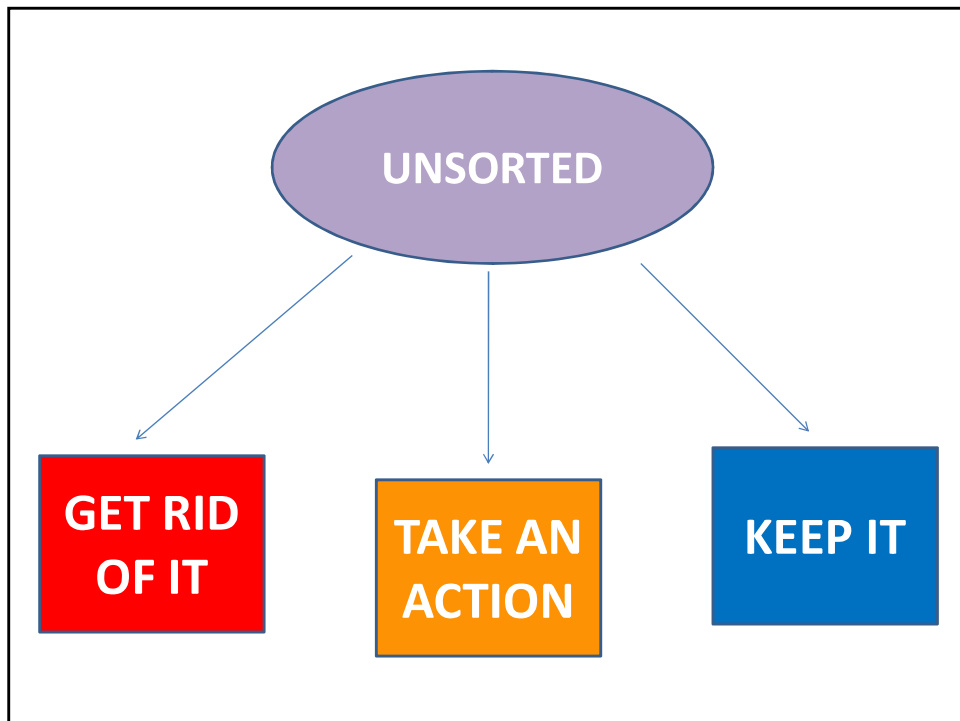 UNSORTED
GET RID
OF IT
TAKE AN
ACTION
KEEP IT